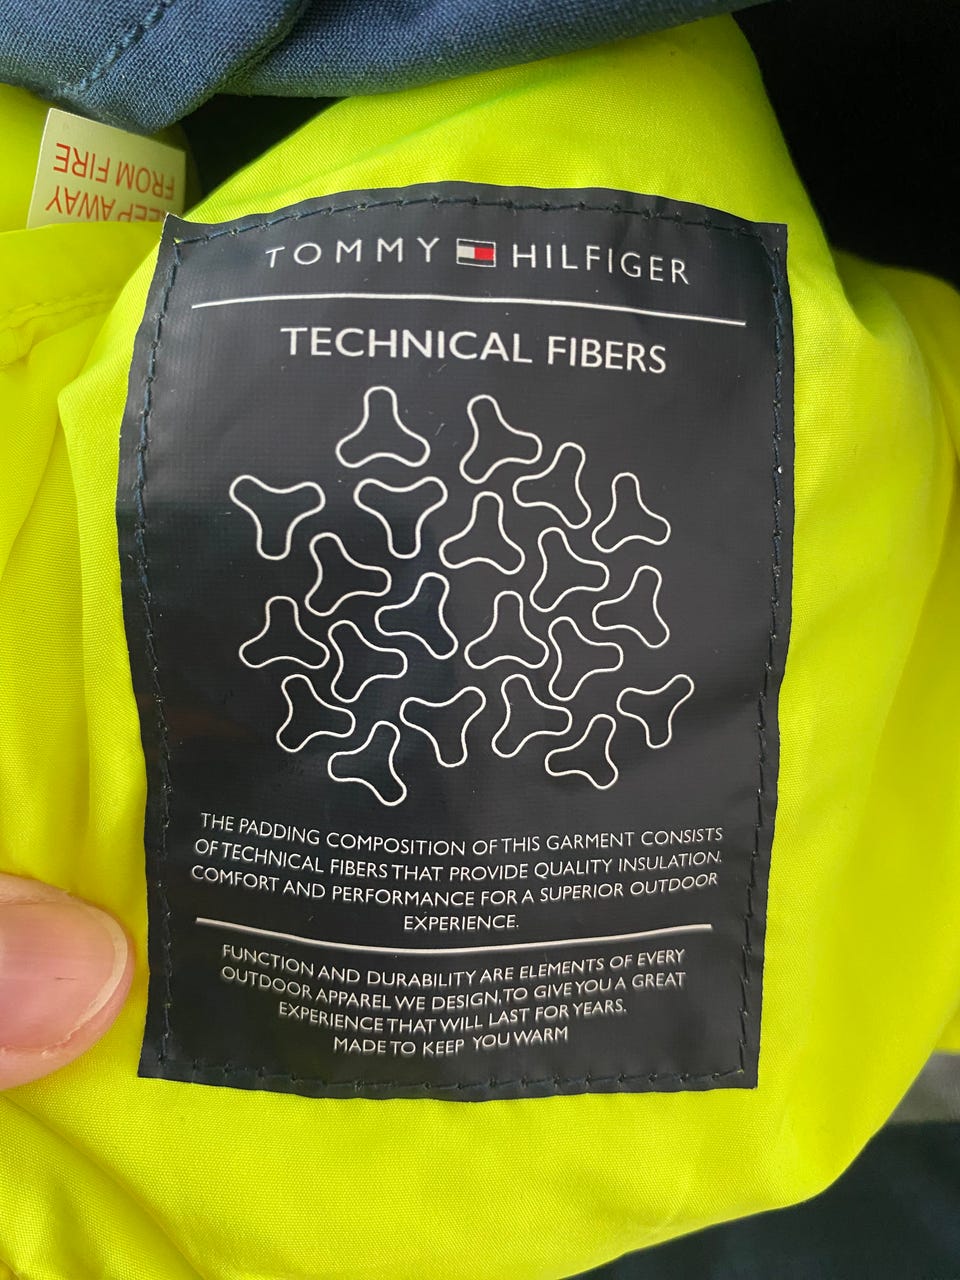 KEEP AWAY
FROM FIRE
TOMMY HILFIGER
TECHNICAL FIBERS
THE PADDING COMPOSITION OF THIS GARMENT CONSISTS
OF TECHNICAL FIBERS THAT PROVIDE QUALITY INSULATION.
COMFORT AND PERFORMANCE FOR A SUPERIOR OUTDOOR
EXPERIENCE.
FUNCTION AND DURABILITY ARE ELEMENTS OF EVERY
OUTDOOR APPAREL WE DESIGN, TO GIVE YOU A GREAT
EXPERIENCE THAT WILL LAST FOR YEARS.
MADE TO KEEP YOU WARM